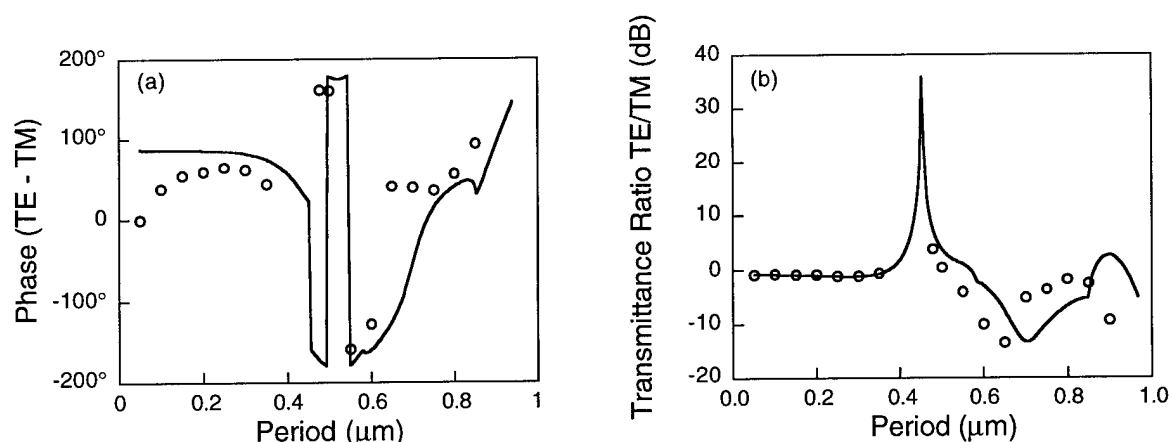 200°
100°
0
-100°
-200°
Phase (TE - TM)
(a)
0 0.2 0.4 0.6 0.8 1
Period (μm)
40
30
20
10
0
-10
-20
Transmittance Ratio TE/TM (dB)
(b)
0.0 0.2 0.4 0.6 0.8 1.0
Period (μm)